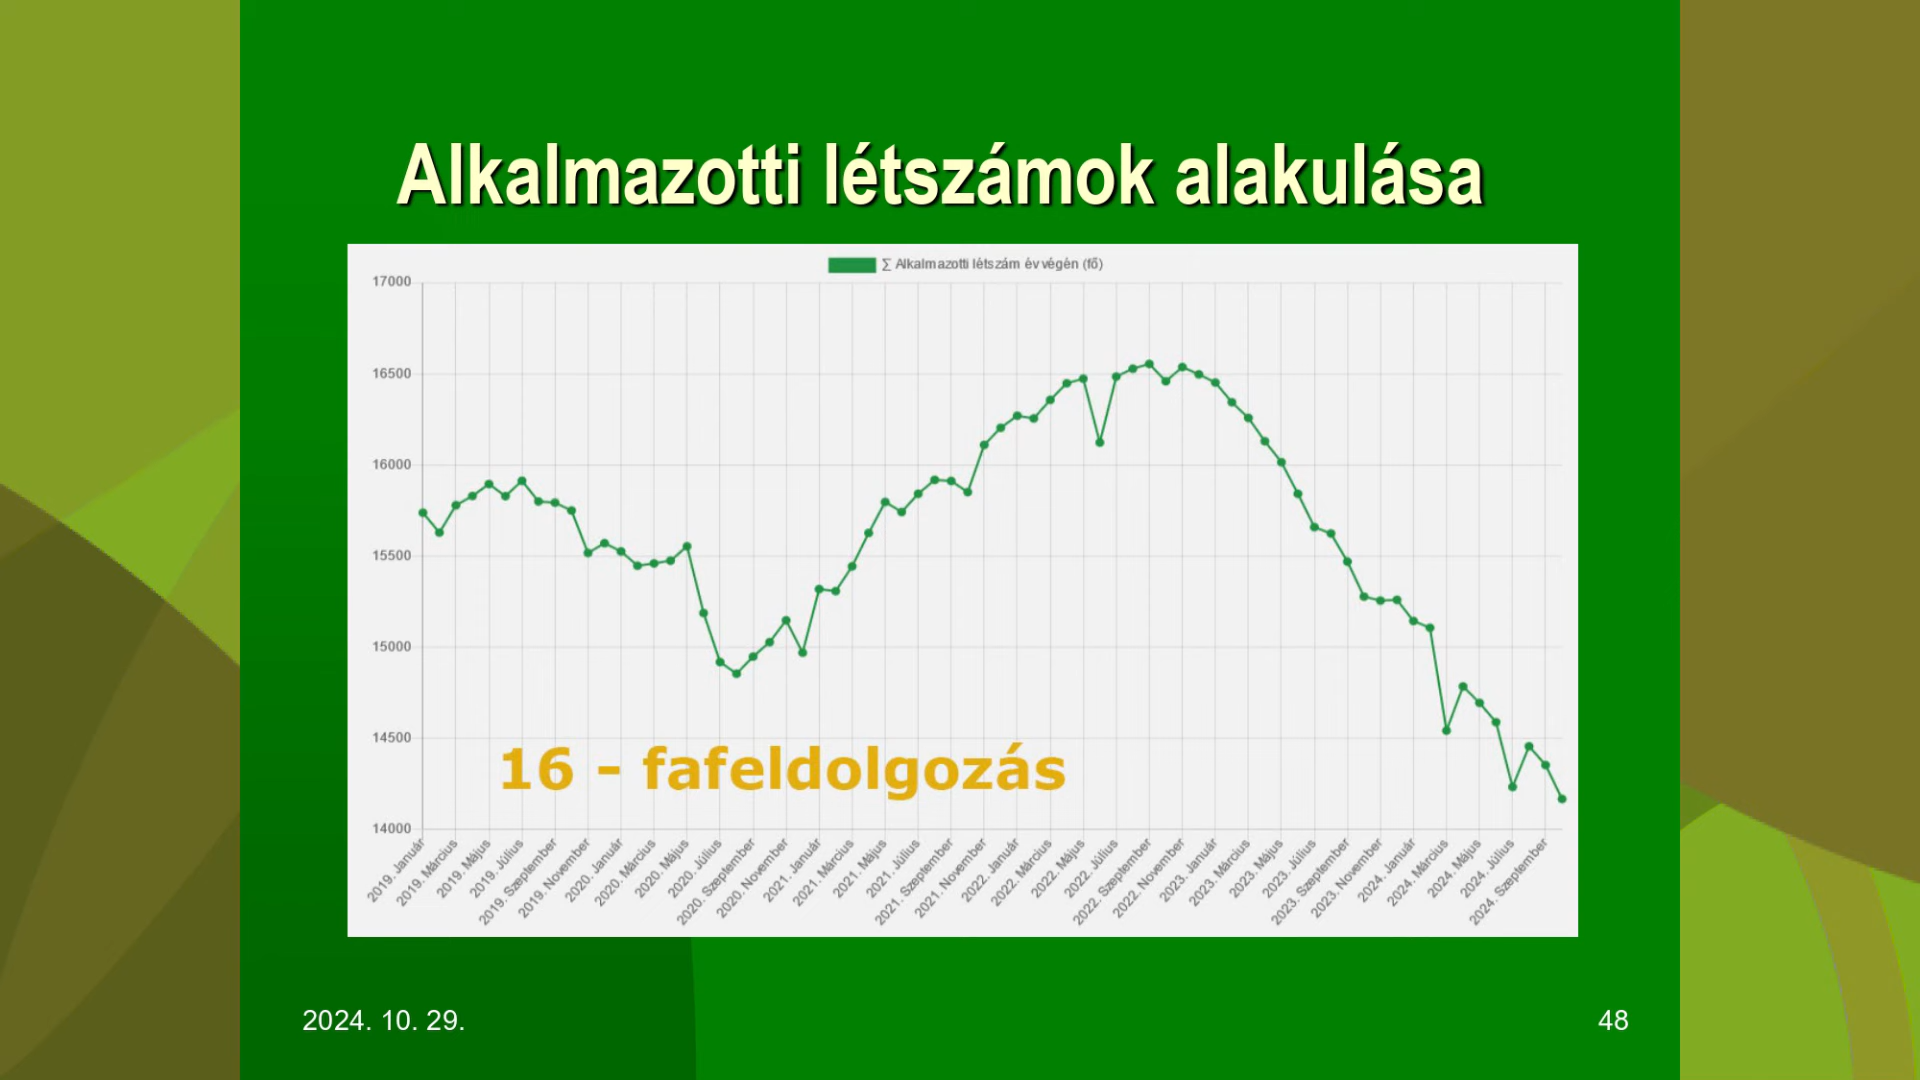 Alkalmazotti létszámok alakulása
∑ Alkalmazotti létszám év végén (fő)
17000
16500
16000
15500
15000
14500
14000
16 - fafeldolgozás
2019. Január
2019. Március
2019. Május
2019. Július
2019. Szeptember
2019. November
2020. Január
2020. Március
2020. Május
2020. Július
2020. Szeptember
2020. November
2021. Január
2021. Március
2021. Május
2021. Július
2021. Szeptember
2021. November
2022. Január
2022. Március
2022. Május
2022. Július
2022. Szeptember
2022. November
2023. Január
2023. Március
2023. Május
2023. Július
2023. Szeptember
2023. November
2024. Január
2024. Március
2024. Május
2024. Július
2024. Szeptember
2024. 10. 29.
48